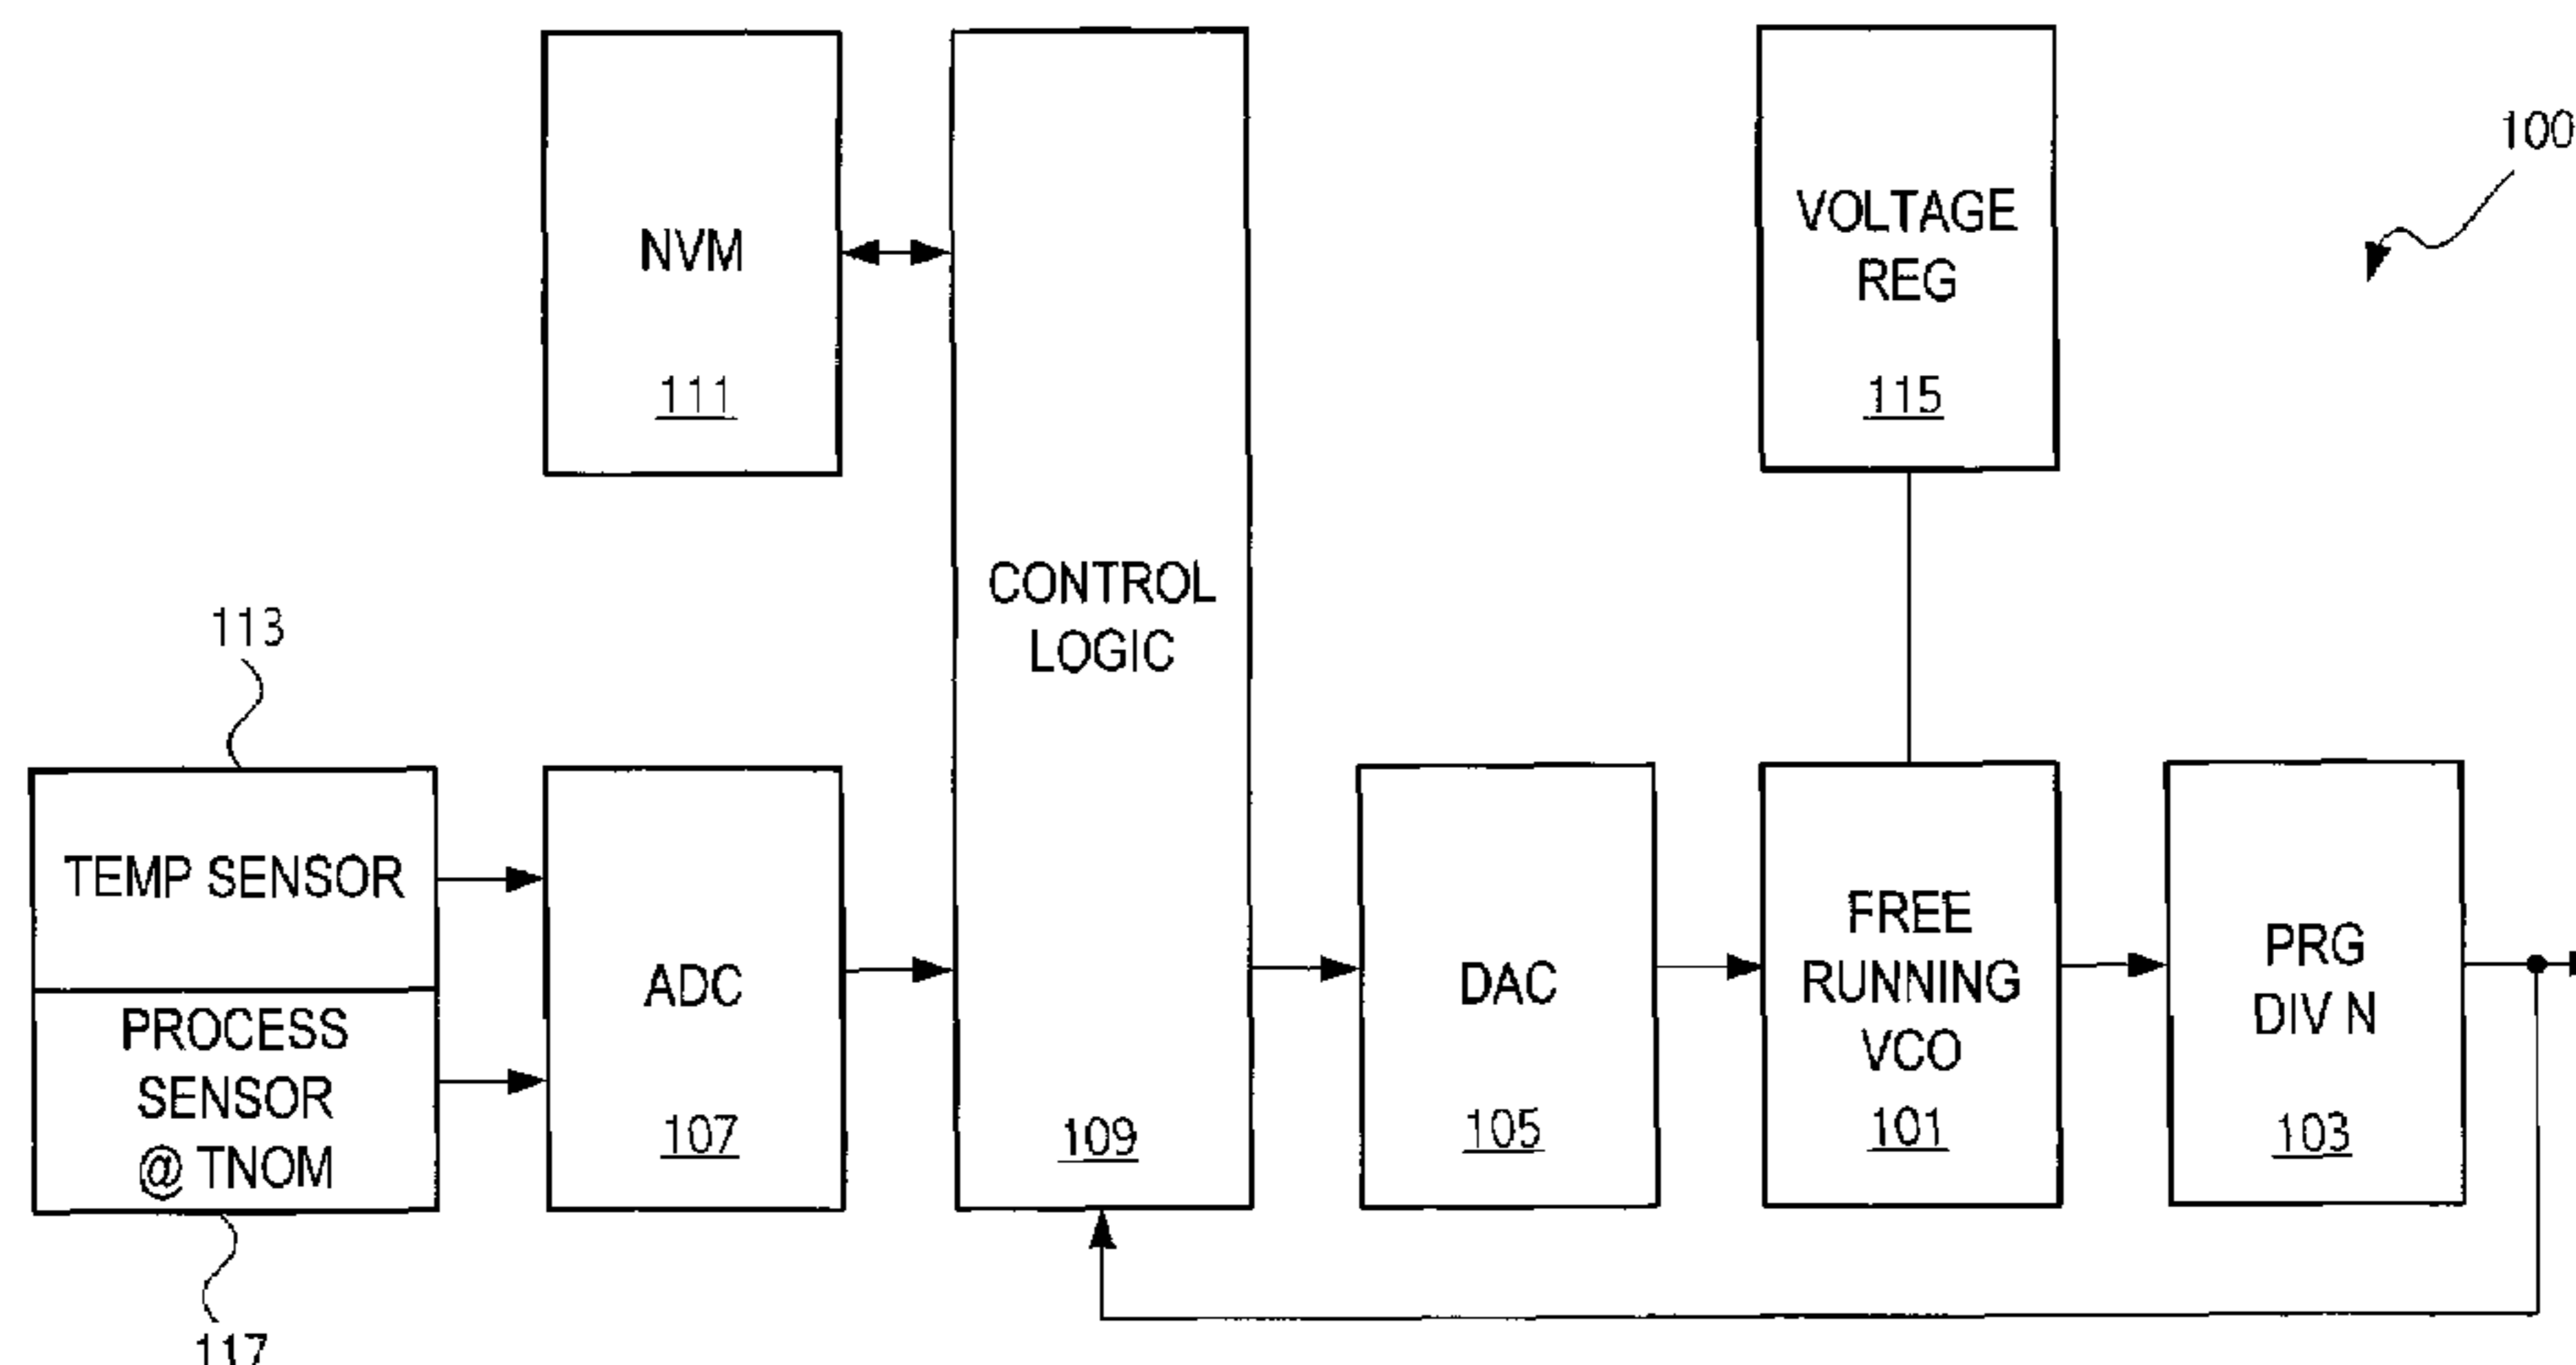 100
NVM
111
CONTROL
LOGIC
109
VOLTAGE
REG
115
113
TEMP SENSOR
PROCESS
SENSOR
@ TNOM
117
ADC
107
DAC
105
FREE
RUNNING
VCO
101
PRG
DIV N
103